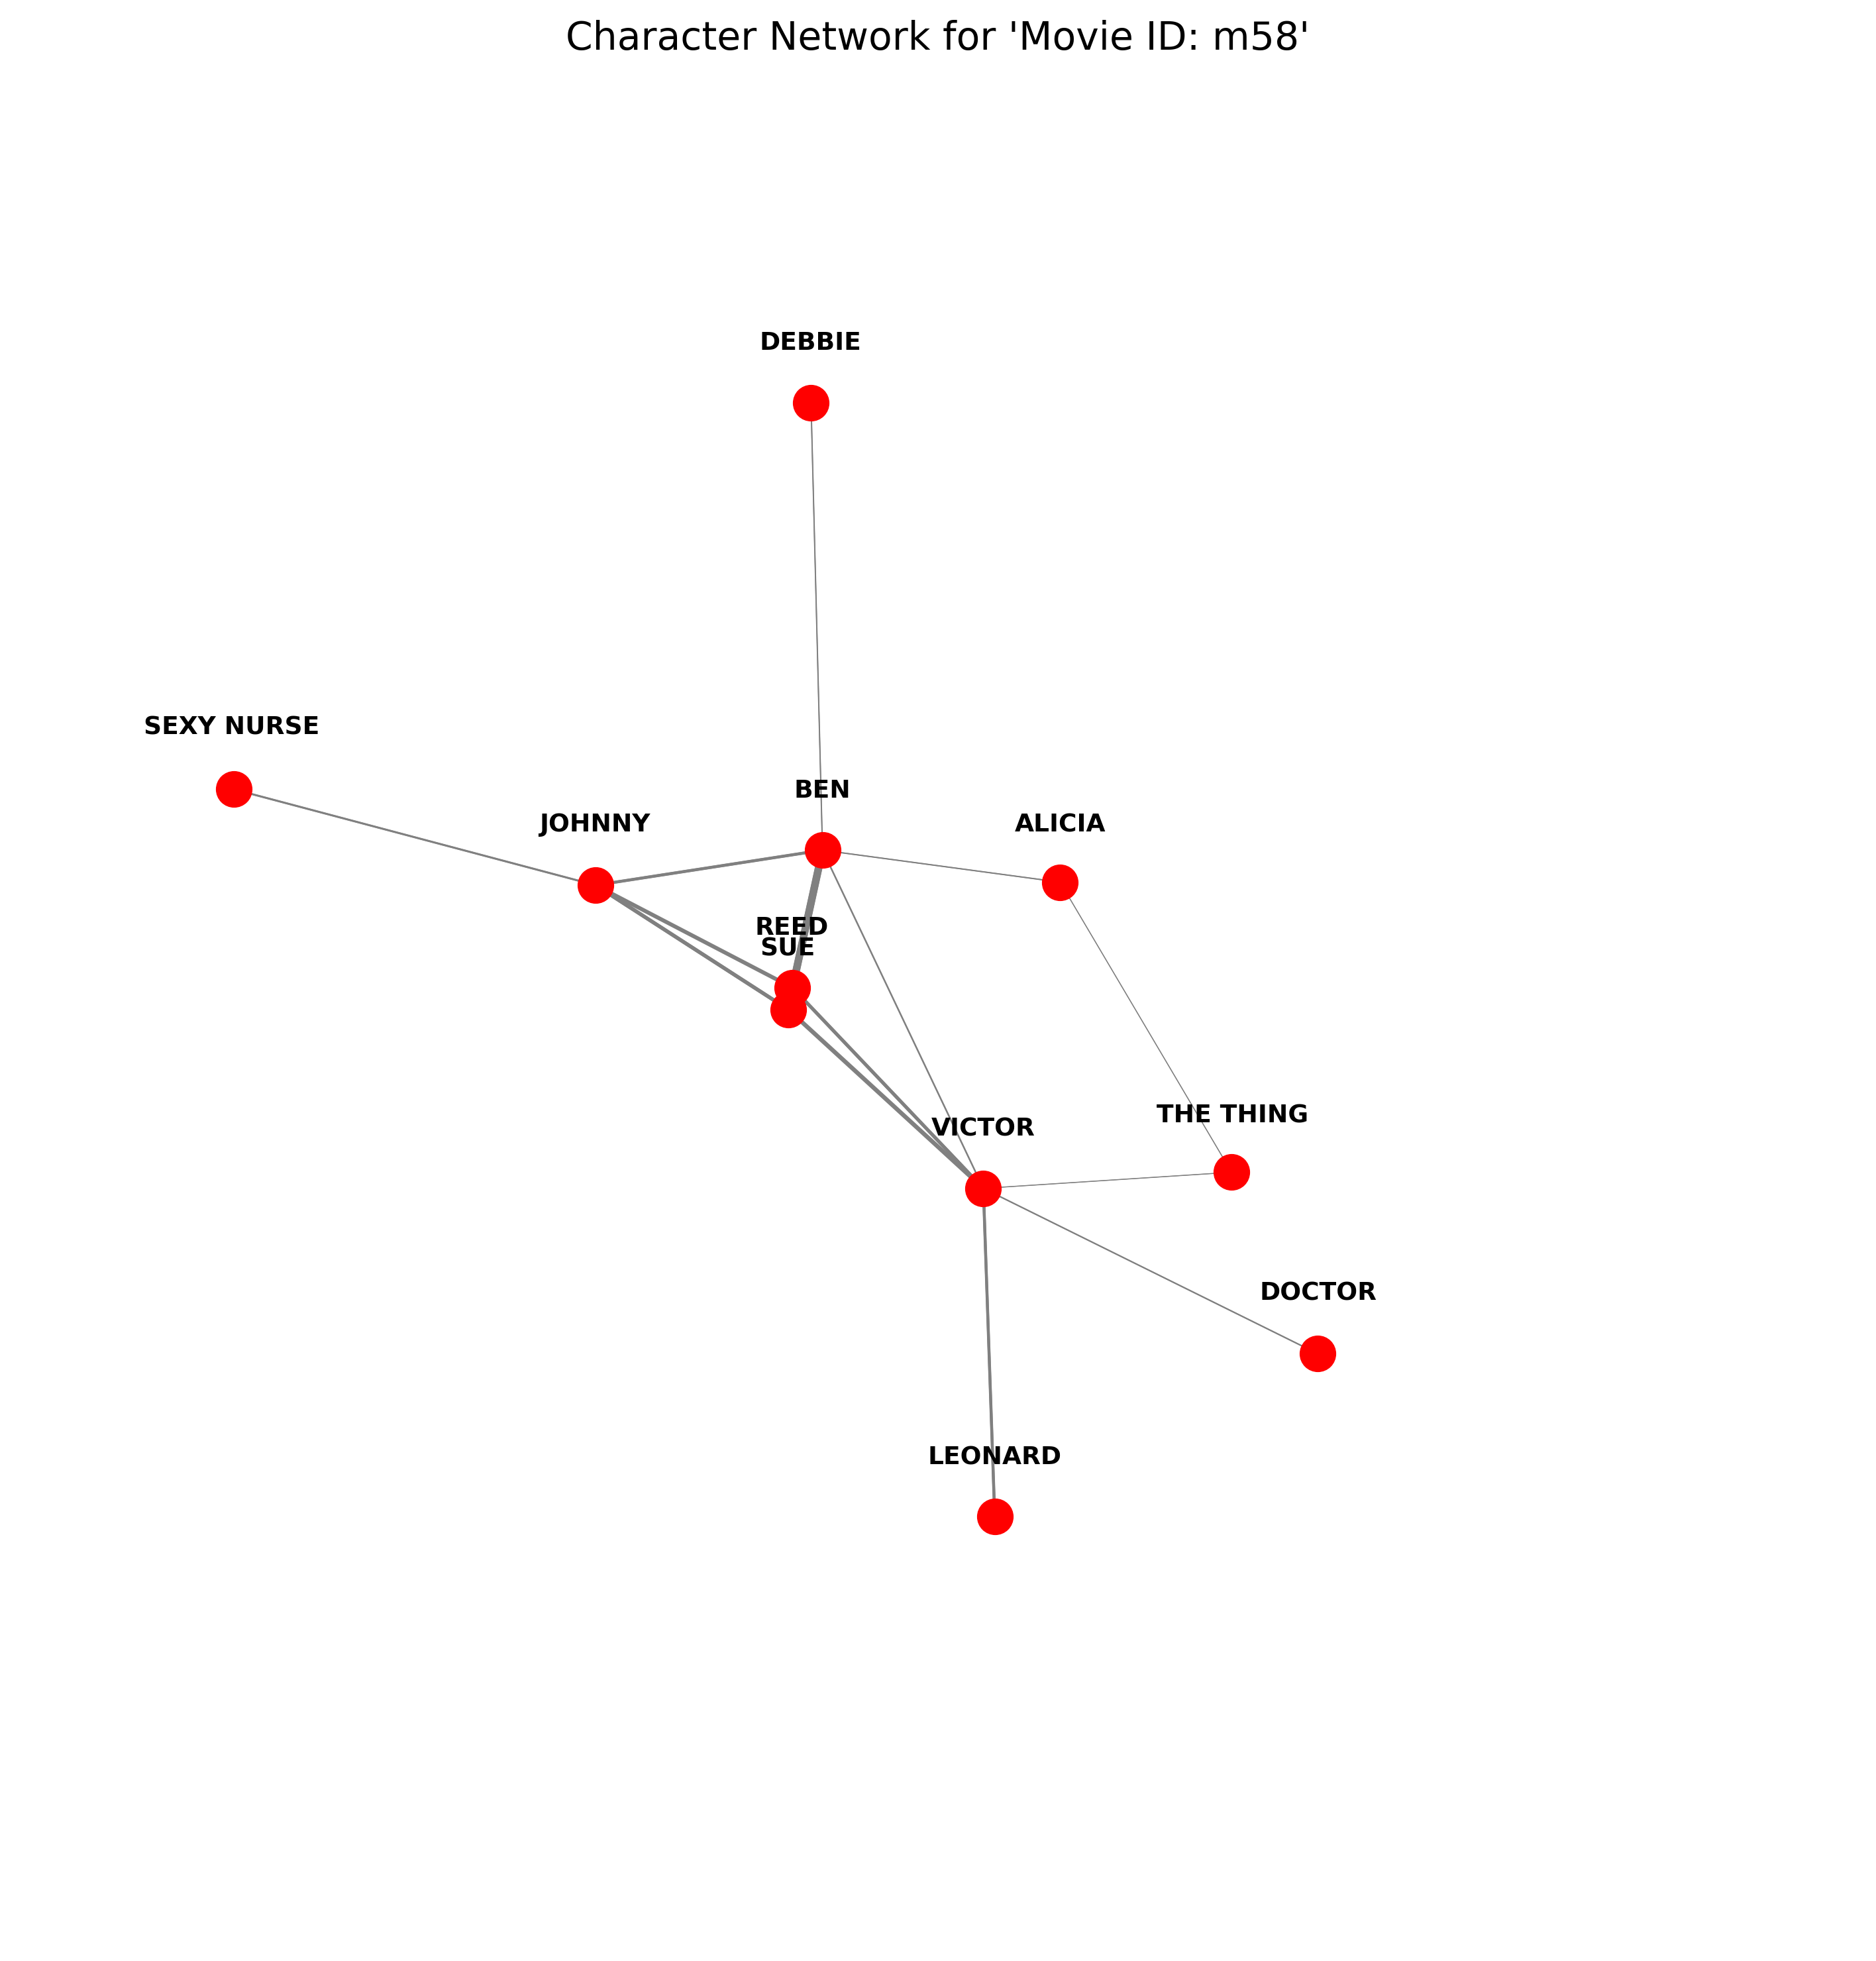 Character Network for 'Movie ID: m58'
DEBBIE
SEXY NURSE
BEN
JOHNNY
ALICIA
REED
SUE
THE THING
VICTOR
DOCTOR
LEONARD